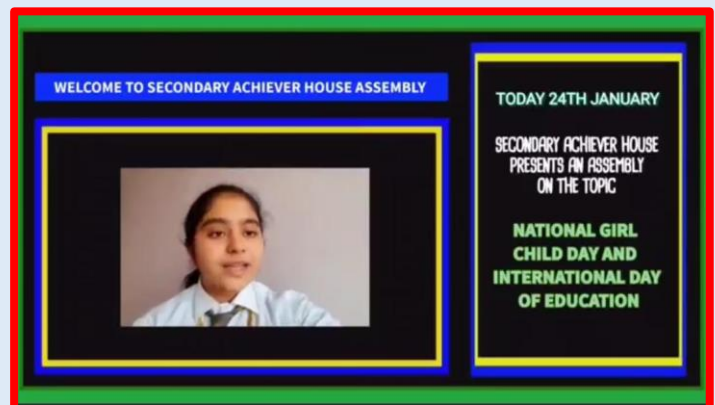 WELCOME TO SECONDARY ACHIEVER HOUSE ASSEMBLY
TODAY 24TH JANUARY
SECONDARY ACHIEVER HOUSE
PRESENTS AN ASSEMBLY
ON THE TOPIC
NATIONAL GIRL
CHILD DAY AND
INTERNATIONAL DAY
OF EDUCATION